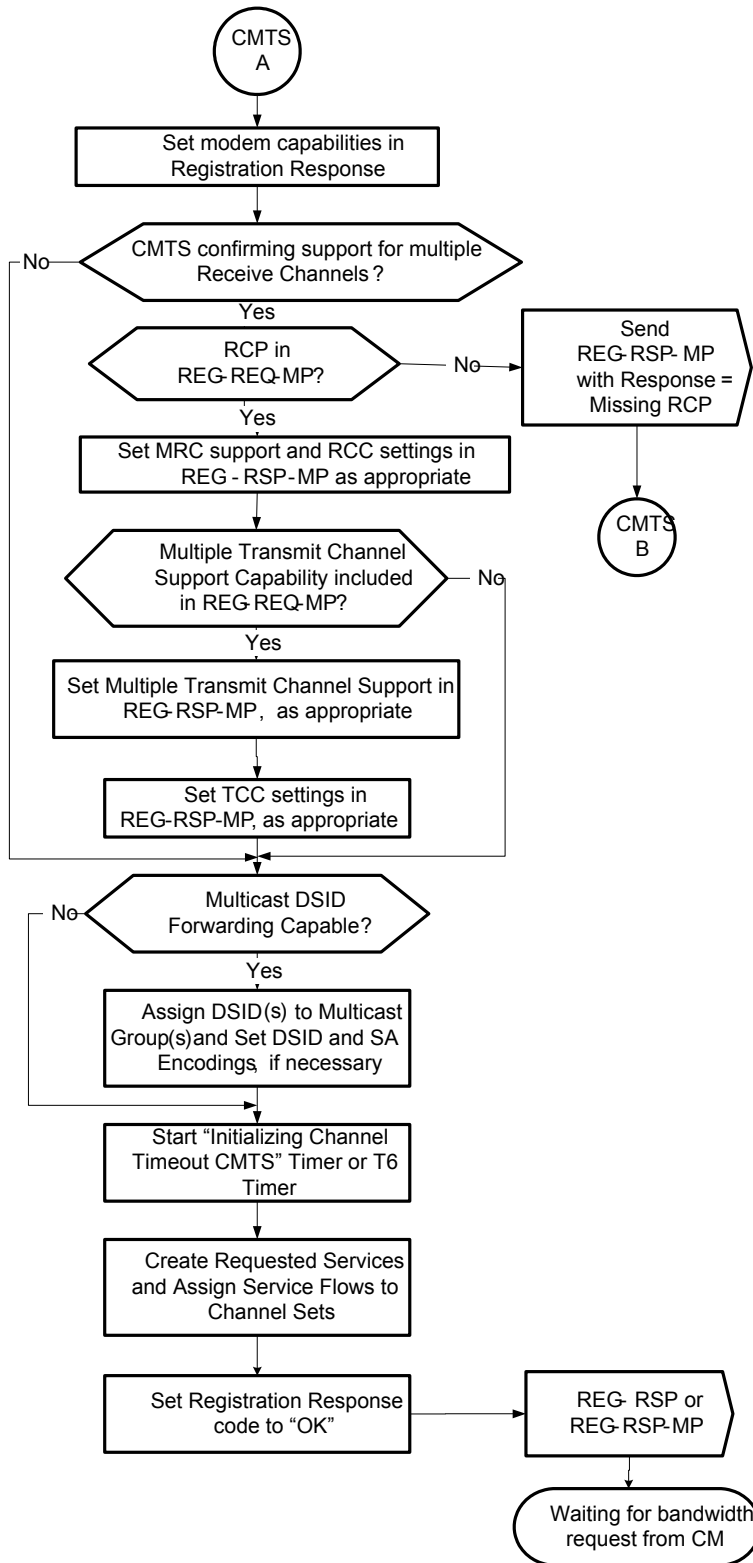 CMTS
A
Set modem capabilities in
Registration Response
CMTS confirming support for multiple
Receive Channels?
No
Yes
RCP in
REG-REQ-MP?
No
Send
REG-RSP-MP
with Response =
Missing RCP
Yes
Set MRC support and RCC settings in
REG-RSP-MP as appropriate
CMTS
B
Multiple Transmit Channel
Support Capability included
in REG-REQ-MP?
No
Yes
Set Multiple Transmit Channel Support in
REG-RSP-MP, as appropriate
Set TCC settings in
REG-RSP-MP, as appropriate
Multicast DSID
Forwarding Capable?
No
Yes
Assign DSID(s) to Multicast
Group(s) and Set DSID and SA
Encodings, if necessary
Start “Initializing Channel
Timeout CMTS” Timer or T6
Timer
Create Requested Services
and Assign Service Flows to
Channel Sets
Set Registration Response
code to “OK”
REG-RSP or
REG-RSP-MP
Waiting for bandwidth
request from CM